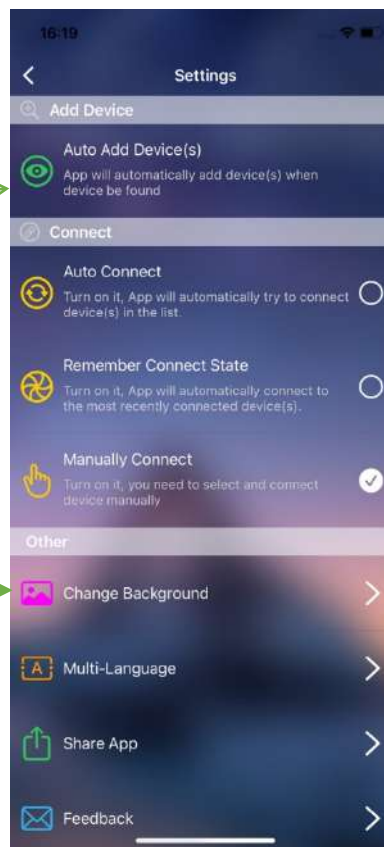 16:19
Settings
Add Device
Auto Add Device(s)
App will automatically add device(s) when
device be found
Connect
Auto Connect
Turn on it, App will automatically try to connect
device(s) in the list.
Remember Connect State
Turn on it, App will automatically connect to
the most recently connected device(s).
Manually Connect
Turn on it, you need to select and connect
device manually
Other
Change Background
A
Multi-Language
Share App
Feedback